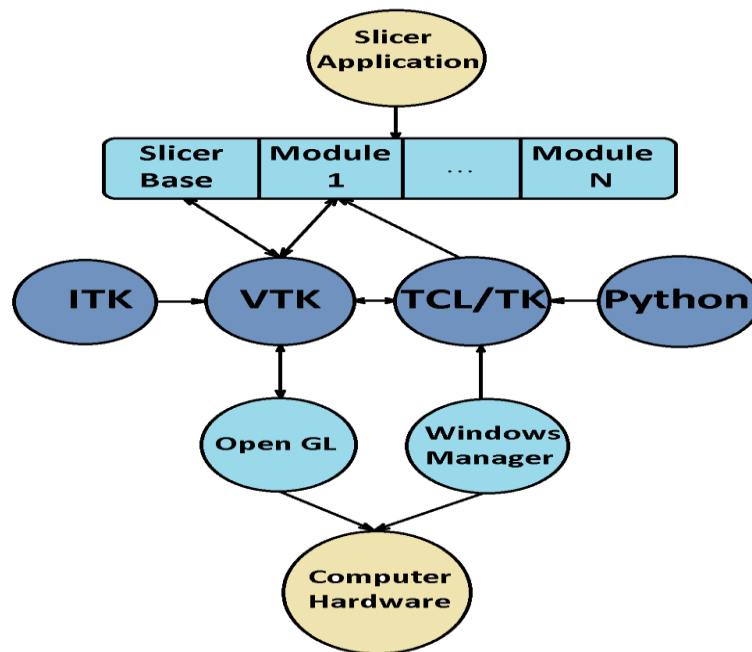 Slicer
Application
Slicer
Base
Module
1
...
Module
N
ITK
VTK
TCL/TK
Python
Open GL
Windows
Manager
Computer
Hardware